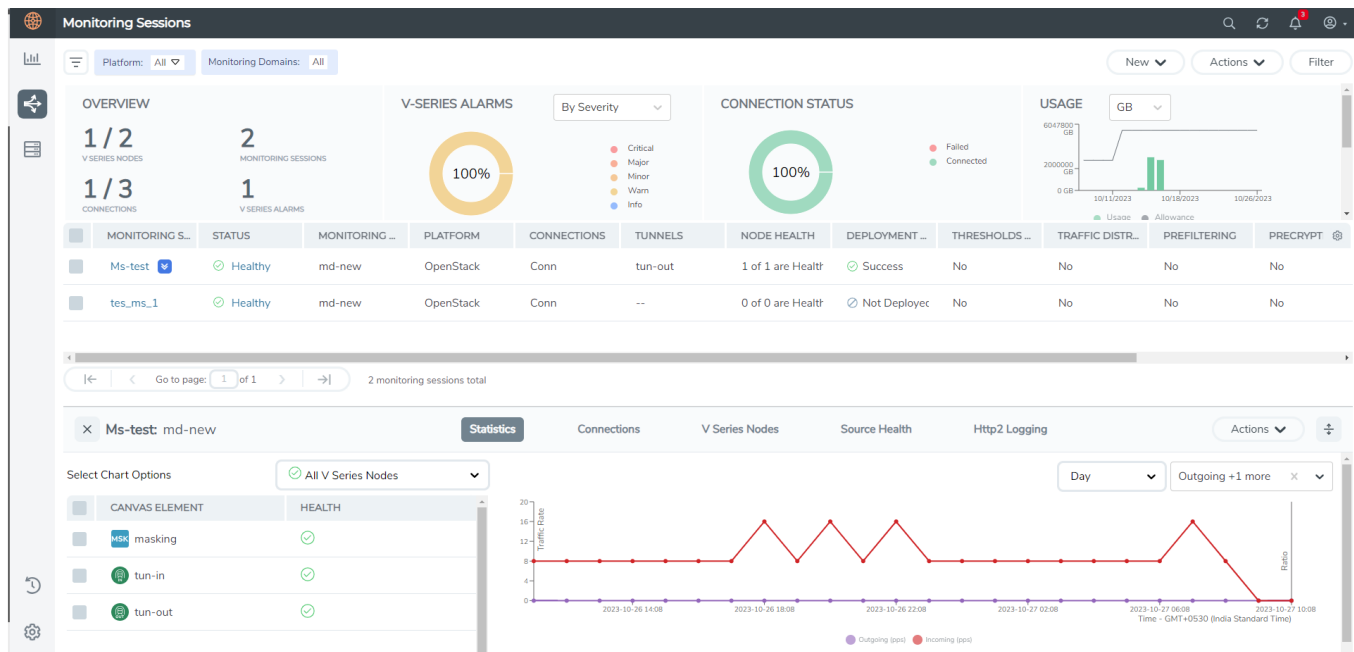 Monitoring Sessions
3
Platform: All
Monitoring Domains: All
New
Actions
Filter
OVERVIEW
1 / 2
V SERIES NODES
2
MONITORING SESSIONS
1 / 3
CONNECTIONS
1
V SERIES ALARMS
V-SERIES ALARMS
By Severity
100%
Critical
Major
Minor
Warn
Info
CONNECTION STATUS
100%
Failed
Connected
USAGE
GB
6047800 GB
2000000 GB
0 GB
10/11/2023 10/18/2023 10/26/2023
Usage Allowance
MONITORING S... STATUS MONITORING ... PLATFORM CONNECTIONS TUNNELS NODE HEALTH DEPLOYMENT ... THRESHOLDS ... TRAFFIC DISTR... PREFILTERING PRECRYPT
Ms-test Healthy md-new OpenStack Conn tun-out 1 of 1 are Health Success No No No No
tes_ms_1 Healthy md-new OpenStack Conn -- 0 of 0 are Health Not Deployec No No No No
Go to page: 1 of 1
2 monitoring sessions total
Ms-test: md-new
Statistics
Connections
V Series Nodes
Source Health
Http2 Logging
Actions
Select Chart Options
All V Series Nodes
Day
Outgoing +1 more
CANVAS ELEMENT HEALTH
MSK masking
tun-in
OUT tun-out
Traffic Rate
20
16
12
8
4
0
Ratio
2023-10-26 14:08 2023-10-26 18:08 2023-10-26 22:08 2023-10-27 02:08 2023-10-27 06:08 2023-10-27 10:08
Time - GMT+0530 (India Standard Time)
Outgoing (pps) Incoming (pps)